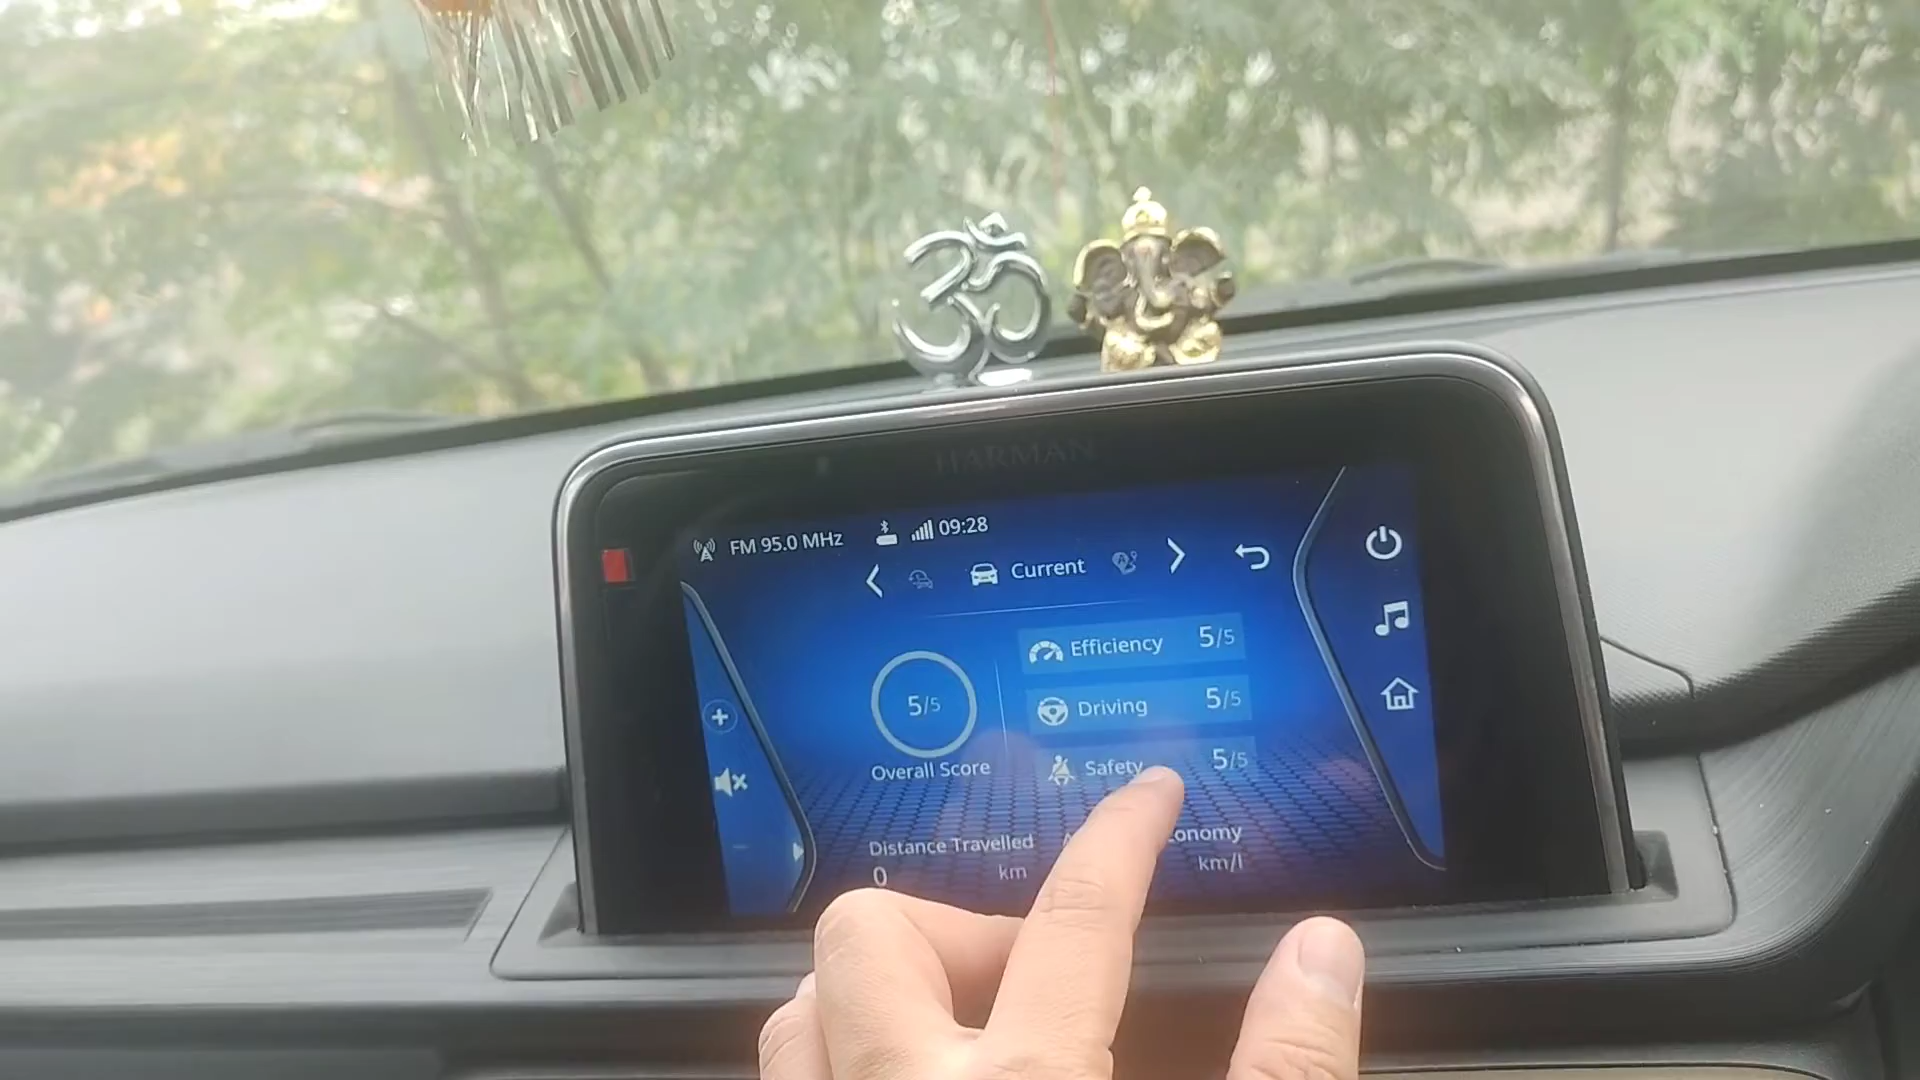 ॐ
HARMAN
FM 95.0 MHz 09:28
Current
Efficiency 5/5
5/5
Driving 5/5
Overall Score
Safety 5/5
Distance Travelled
0 km
km/l